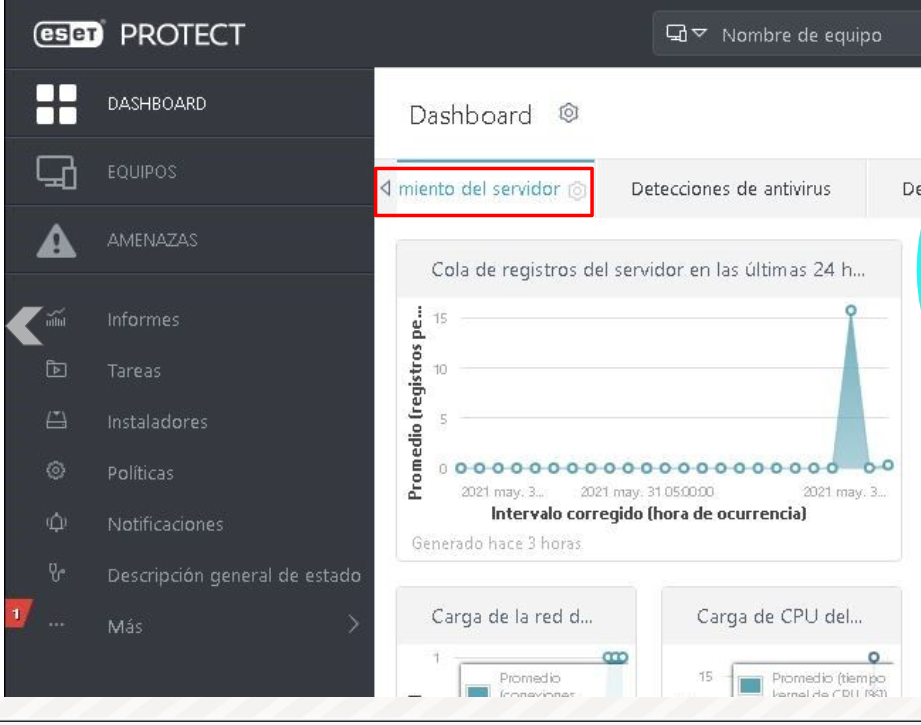 eset PROTECT
Nombre de equipo
DASHBOARD
EQUIPOS
AMENAZAS
Informes
Tareas
Instaladores
Políticas
Notificaciones
Descripción general de estado
1
Más
Dashboard
miento del servidor
Detecciones de antivirus
De
Cola de registros del servidor en las últimas 24 h...
Promedio (registros pe...
15
10
5
0
2021 may. 3...
2021 may. 31 05:00:00
2021 may. 3...
Intervalo corregido (hora de ocurrencia)
Generado hace 3 horas
Carga de la red d...
1
Promedio
(conexiones
Carga de CPU del...
15
Promedio (tiempo
kernel de CPU (%))